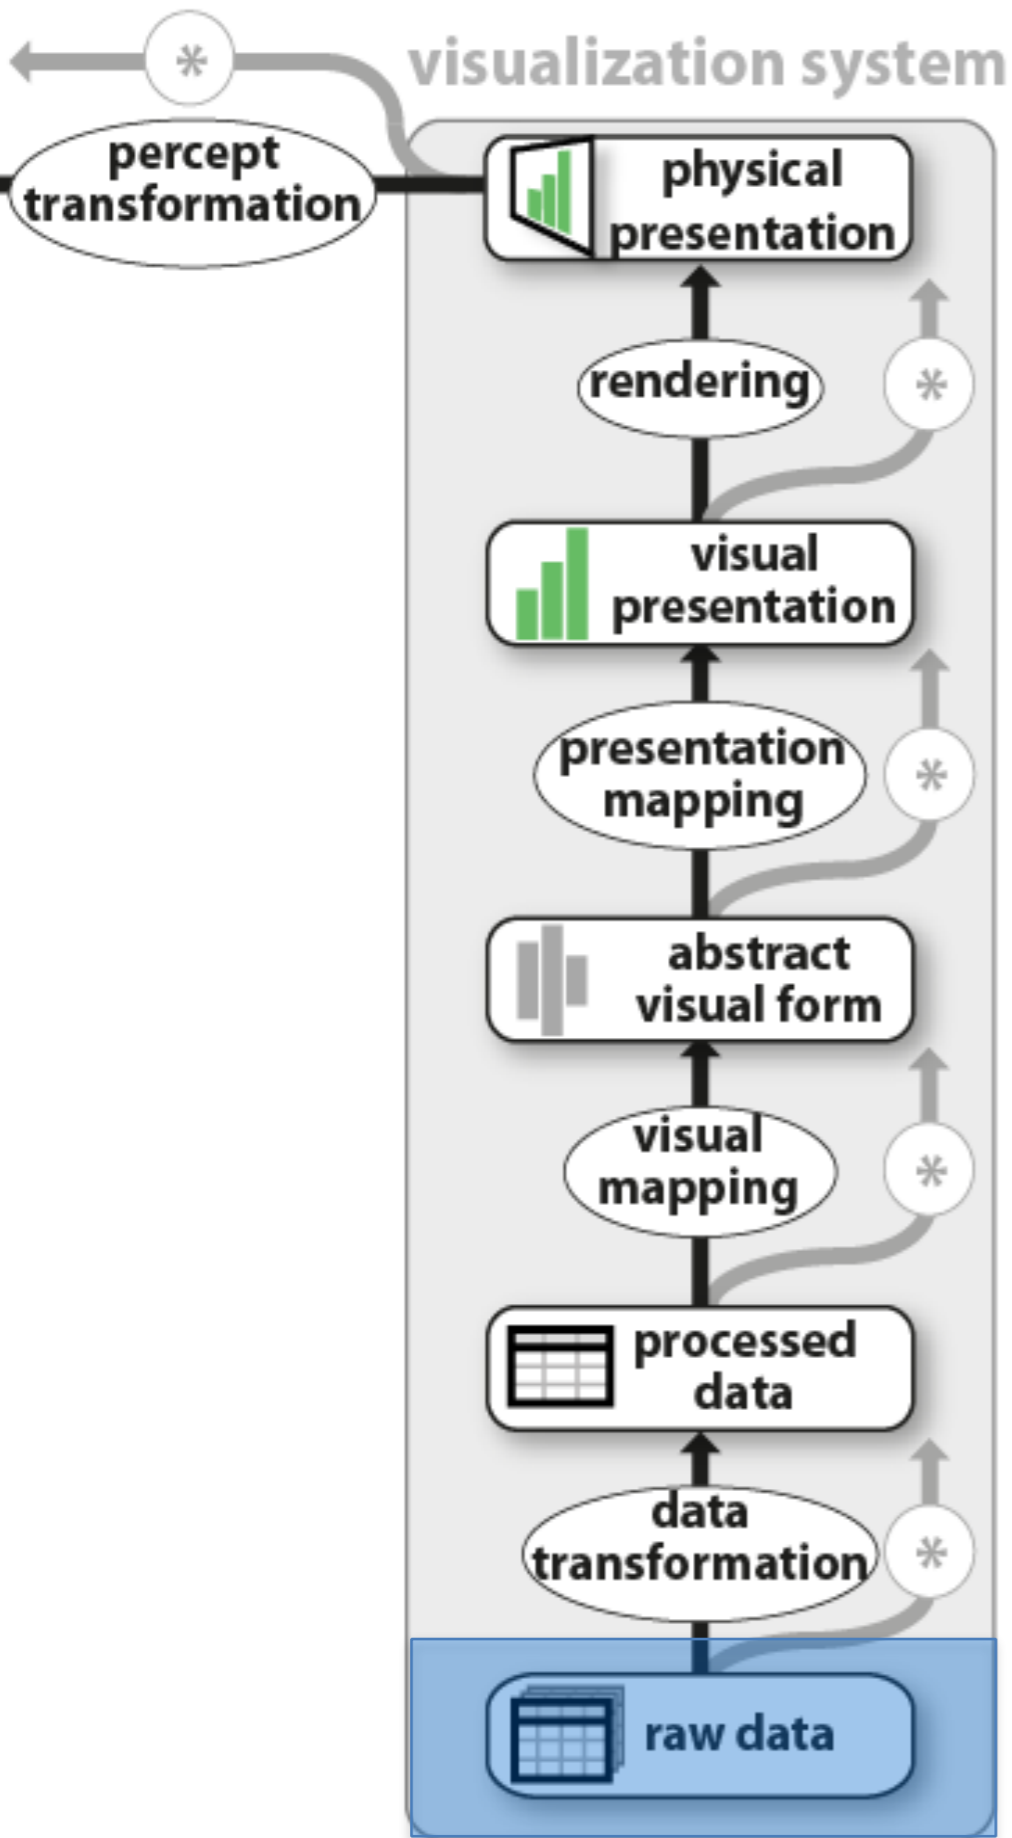 *
visualization system
percept
transformation
physical
presentation
rendering
*
visual
presentation
presentation
mapping
*
abstract
visual form
visual
mapping
*
processed
data
data
transformation
*
raw data